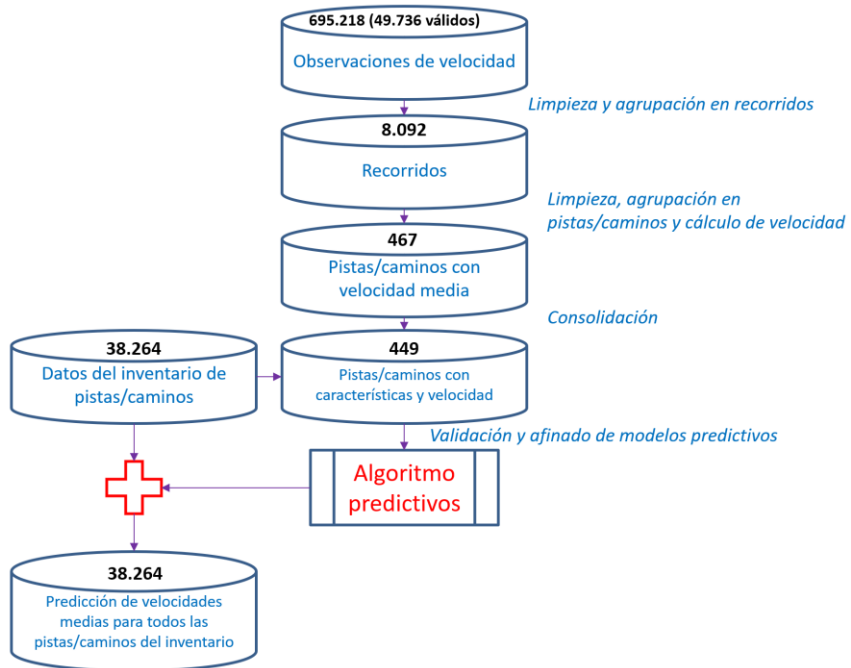 695.218 (49.736 válidos)
Observaciones de velocidad
Limpieza y agrupación en recorridos
8.092
Recorridos
Limpieza, agrupación en
pistas/caminos y cálculo de velocidad
467
Pistas/caminos con
velocidad media
Consolidación
38.264
Datos del inventario de
pistas/caminos
449
Pistas/caminos con
características y velocidad
Validación y afinado de modelos predictivos
Algoritmo
predictivos
38.264
Predicción de velocidades
medias para todos las
pistas/caminos del inventario